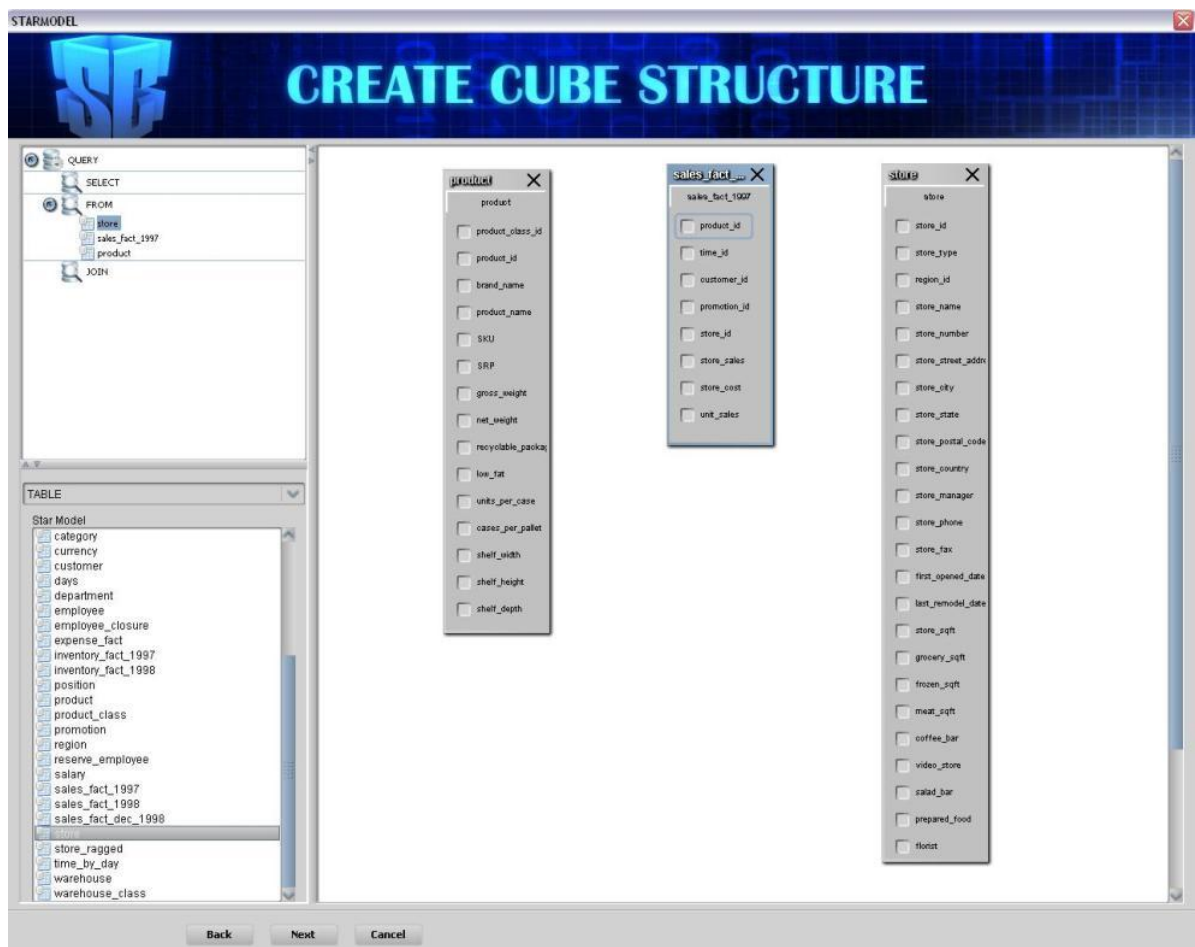 STARMODEL
SC
CREATE CUBE STRUCTURE
QUERY
SELECT
FROM
store
sales_fact_1997
product
JOIN
TABLE
Star Model
category
currency
customer
days
department
employee
employee_closure
expense_fact
inventory_fact_1997
inventory_fact_1998
position
product
product_class
promotion
region
reserve_employee
salary
sales_fact_1997
sales_fact_1998
sales_fact_dec_1998
store
store_ragged
time_by_day
warehouse
warehouse_class
product
product
product_class_id
product_id
brand_name
product_name
SKU
SRP
gross_weight
net_weight
recyclable_packag
low_fat
units_per_case
cases_per_pallet
shelf_width
shelf_height
shelf_depth
sales_fact_...
sales_fact_1997
product_id
time_id
customer_id
promotion_id
store_id
store_sales
store_cost
unit_sales
store
store
store_id
store_type
region_id
store_name
store_number
store_street_addre
store_city
store_state
store_postal_code
store_country
store_manager
store_phone
store_fax
first_opened_date
last_remodel_date
store_sqft
grocery_sqft
frozen_sqft
meat_sqft
coffee_bar
video_store
salad_bar
prepared_food
florist
Back Next Cancel